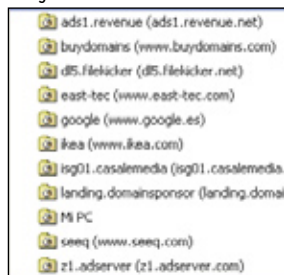 ads1.revenue (ads1.revenue.net)
buydomains (www.buydomains.com)
dl5.filekicker (dl5.filekicker.net)
east-tec (www.east-tec.com)
google (www.google.es)
ikea (www.ikea.com)
isg01.casalemedia (isg01.casalemedia.
landing.domainsponsor (landing.domai
Mi PC
seeq (www.seeq.com)
z1.adserver (z1.adserver.com)